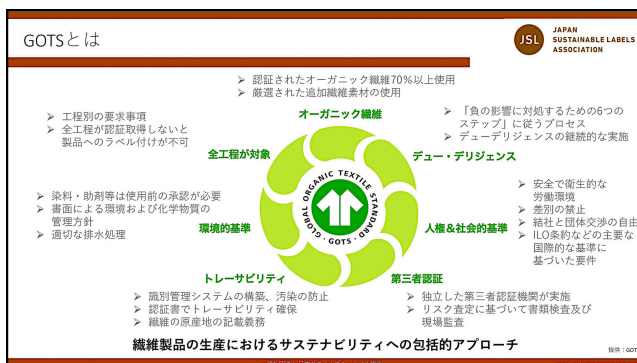 GOTSとは
JSL
JAPAN
SUSTAINABLE LABELS
ASSOCIATION
➢ 認証されたオーガニック繊維70%以上使用
➢ 厳選された追加繊維素材の使用
オーガニック繊維
➢ 工程別の要求事項
➢ 全工程が認証取得しないと
製品へのラベル付けが不可
全工程が対象
➢ 「負の影響に対処するための6つの
ステップ」に従うプロセス
➢ デューデリジェンスの継続的な実施
デュー・デリジェンス
➢ 染料・助剤等は使用前の承認が必要
➢ 書面による環境および化学物質の
管理方針
➢ 適切な排水処理
環境的基準
GLOBAL ORGANIC TEXTILE STANDARD
· GOTS ·
人権&社会的基準
➢ 安全で衛生的な
労働環境
➢ 差別の禁止
➢ 結社と団体交渉の自由
➢ ILO条約などの主要な
国際的な基準に
基づいた要件
トレーサビリティ
➢ 識別管理システムの構築、汚染の防止
➢ 認証書でトレーサビリティ確保
➢ 繊維の原産地の記載義務
第三者認証
➢ 独立した第三者認証機関が実施
➢ リスク査定に基づいて書類検査及び
現場監査
繊維製品の生産におけるサステナビリティへの包括的アプローチ
提供：GOT